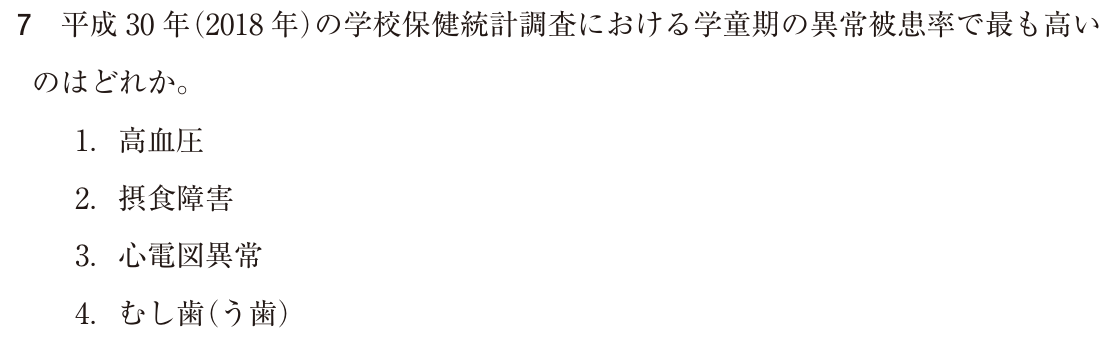 7 平成 30 年(2018 年)の学校保健統計調査における学童期の異常被患率で最も高い
のはどれか。
1. 高血圧
2. 摂食障害
3. 心電図異常
4. むし歯(う歯)